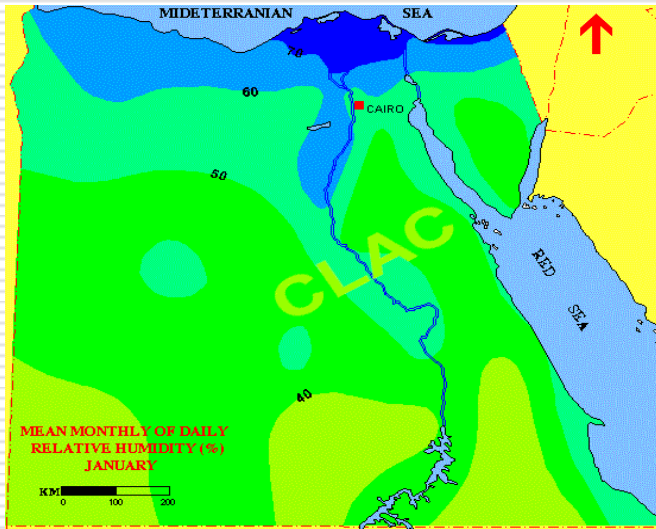 MIDETERRANIAN SEA
70
60
CAIRO
50
CLAC
RED
SEA
40
MEAN MONTHLY OF DAILY
RELATIVE HUMIDITY (%)
JANUARY
KM
0 100 200